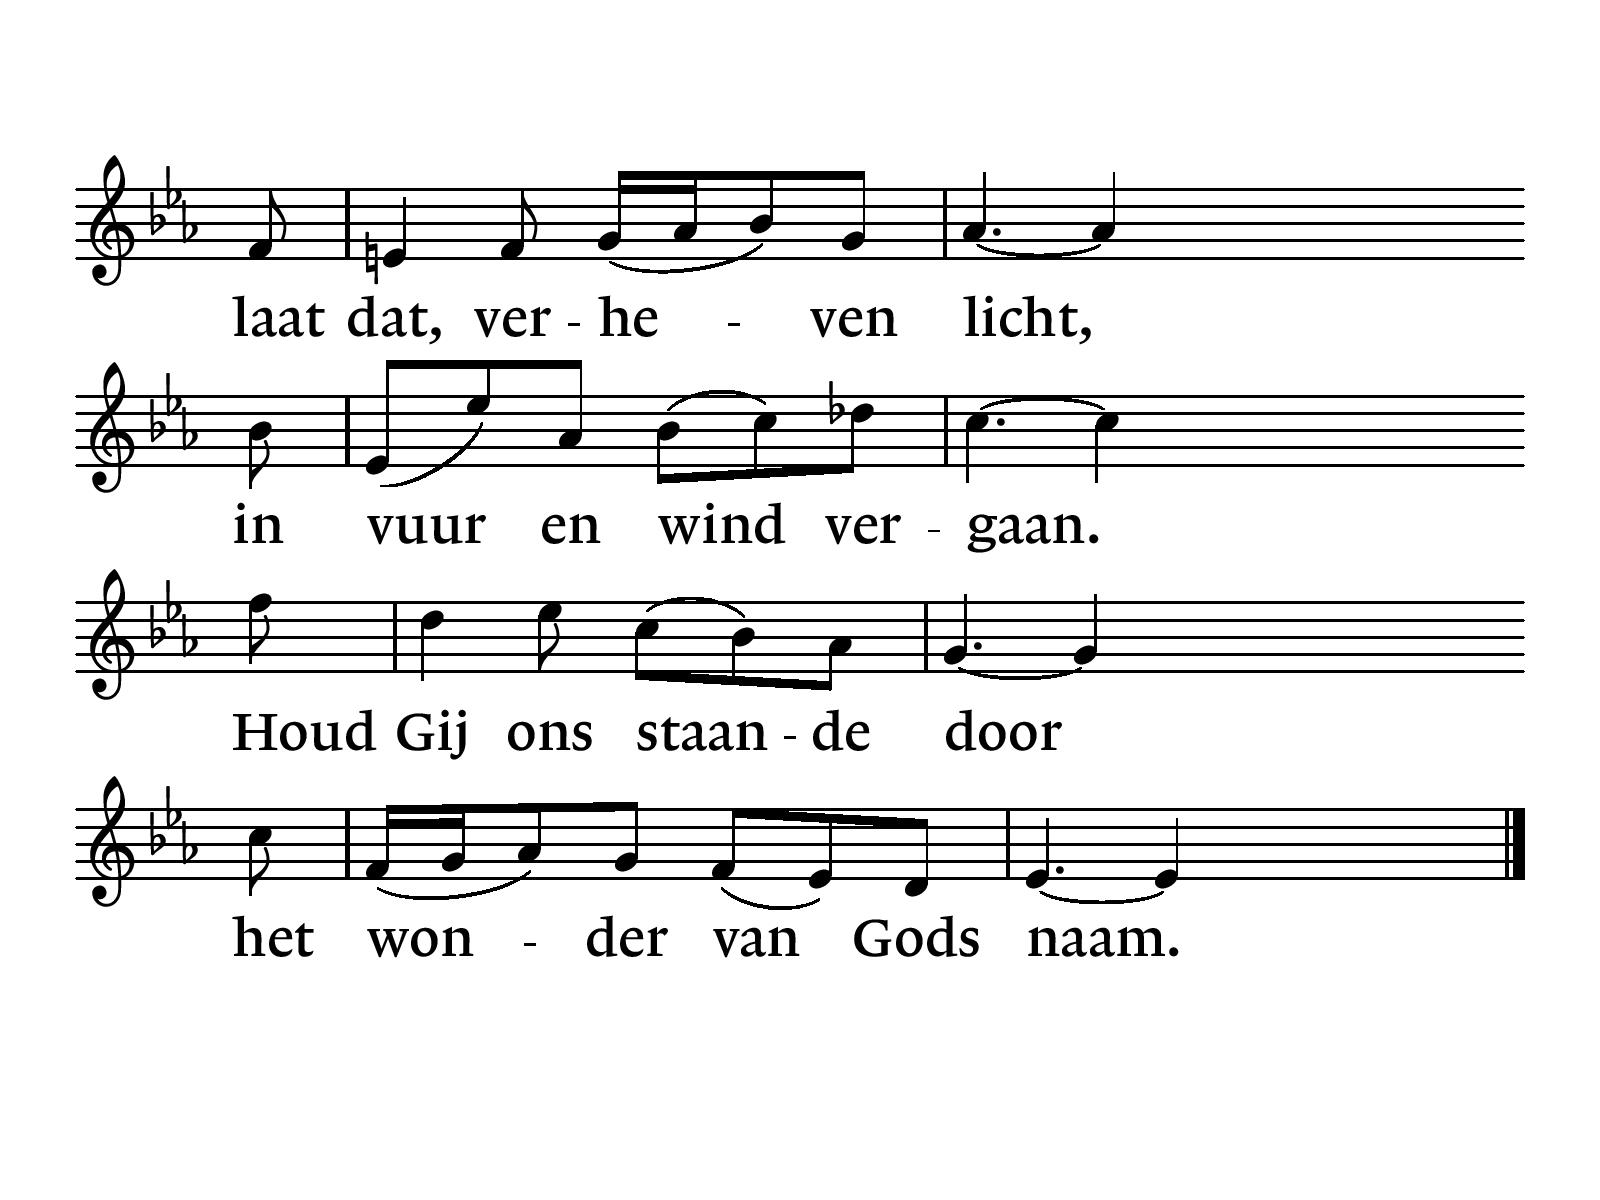 laat dat, ver - he - ven licht,
in vuur en wind ver - gaan.
Houd Gij ons staan - de door
het won - der van Gods naam.